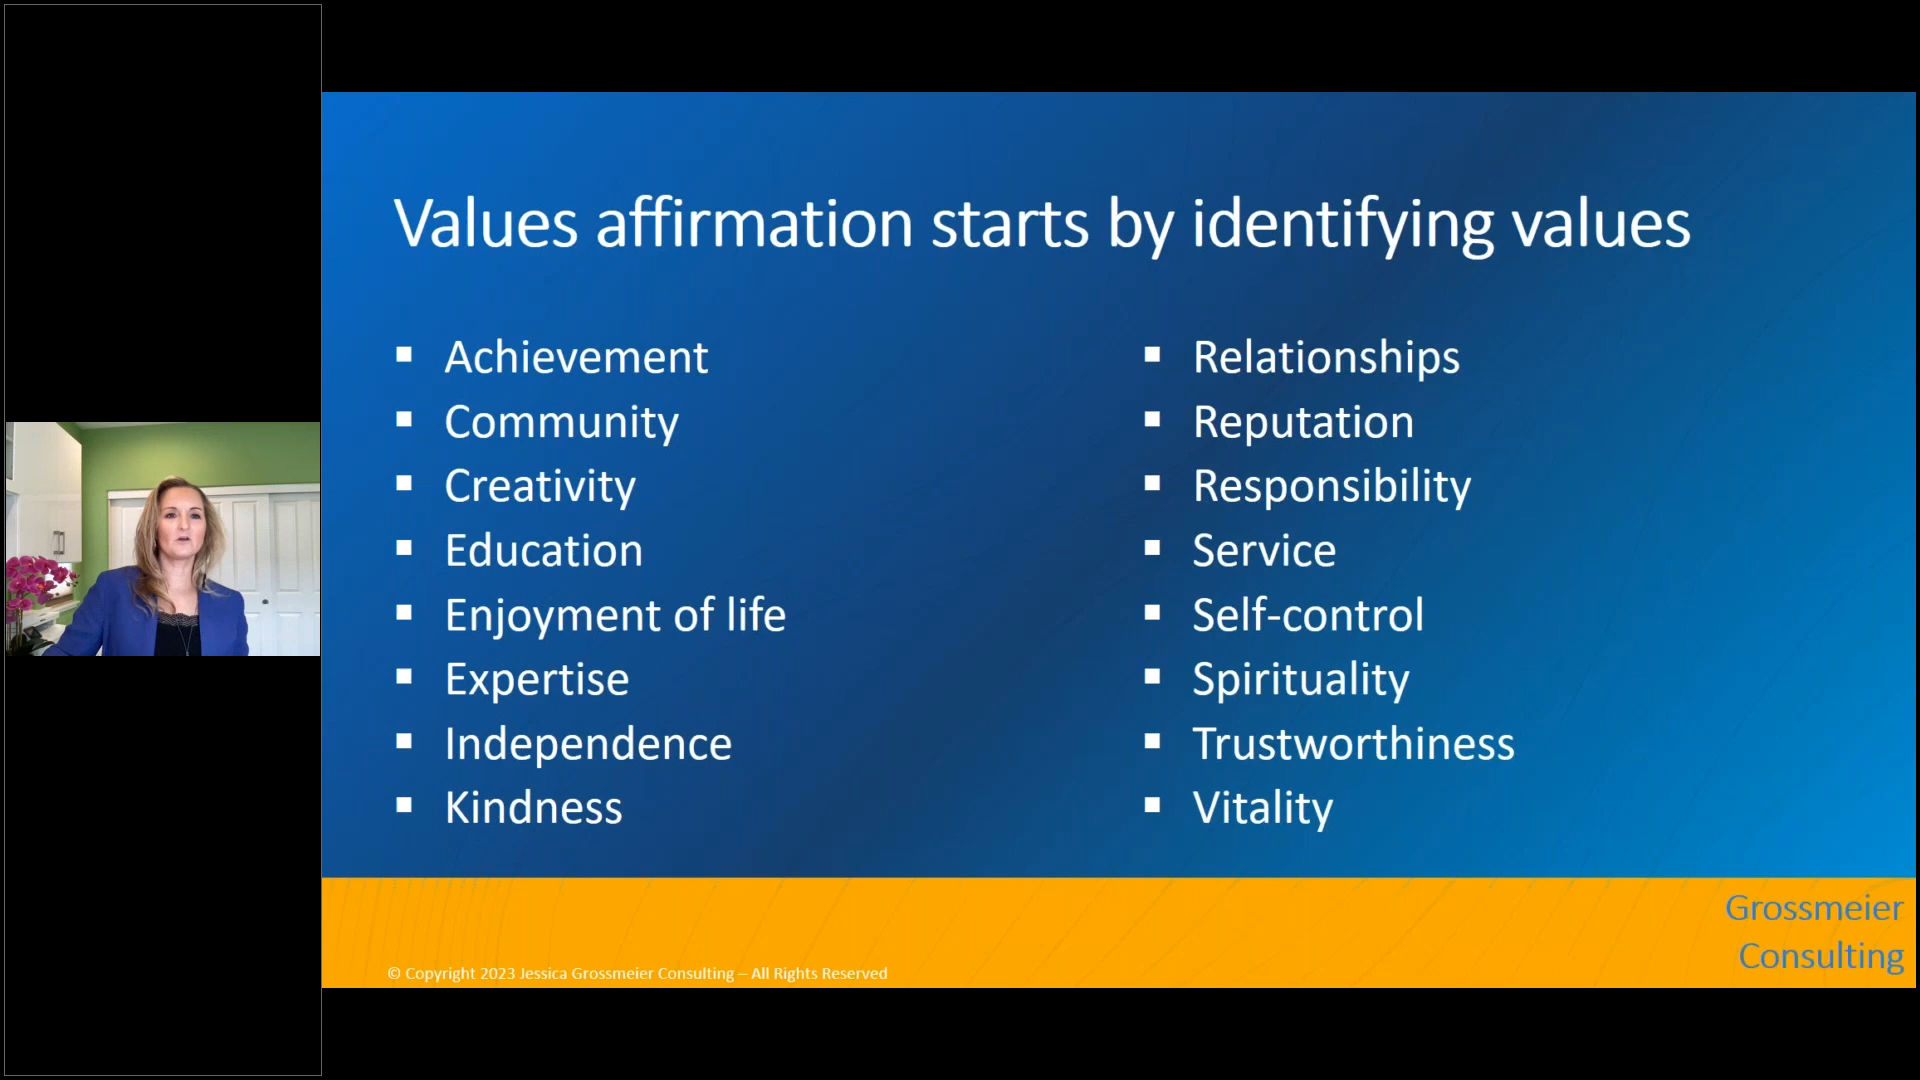 Values affirmation starts by identifying values
Achievement
Community
Creativity
Education
Enjoyment of life
Expertise
Independence
Kindness
Relationships
Reputation
Responsibility
Service
Self-control
Spirituality
Trustworthiness
Vitality
© Copyright 2023 Jessica Grossmeier Consulting – All Rights Reserved
Grossmeier
Consulting